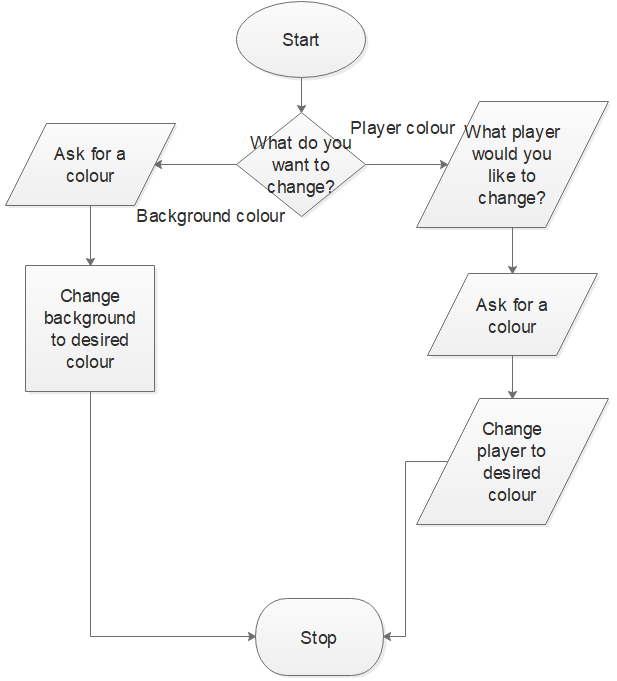 Start
What do you
want to
change?
Player colour
Background colour
Ask for a
colour
Change
background
to desired
colour
What player
would you
like to
change?
Ask for a
colour
Change
player to
desired
colour
Stop